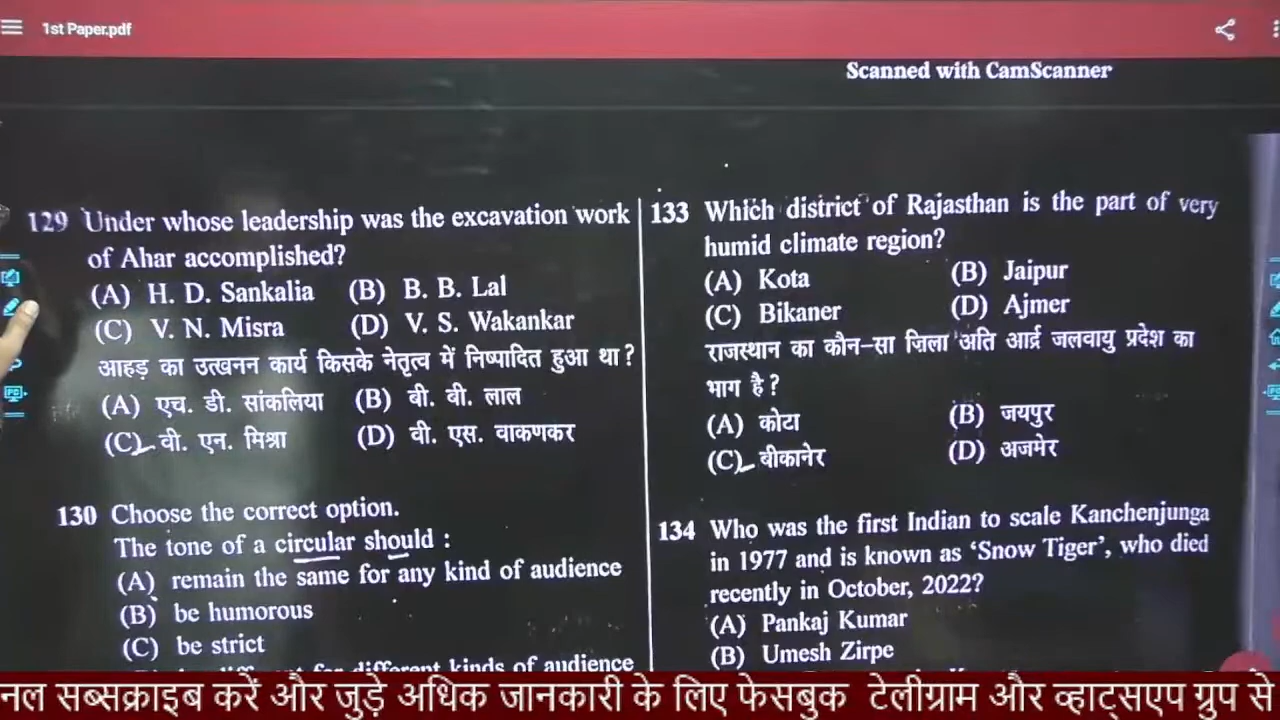 1st Paper.pdf
Scanned with CamScanner
129 Under whose leadership was the excavation work
of Ahar accomplished?
(A) H. D. Sankalia (B) B. B. Lal
(C) V. N. Misra (D) V. S. Wakankar
आहड़ का उत्खनन कार्य किसके नेतृत्व में निष्पादित हुआ था?
(A) एच. डी. सांकलिया (B) बी. वी. लाल
(C) वी. एन. मिश्रा (D) वी. एस. वाकणकर
130 Choose the correct option.
The tone of a circular should :
(A) remain the same for any kind of audience
(B) be humorous
(C) be strict
different kinds of audience
133 Which district of Rajasthan is the part of very
humid climate region?
(A) Kota (B) Jaipur
(C) Bikaner (D) Ajmer
राजस्थान का कौन-सा ज़िला अति आर्द्र जलवायु प्रदेश का
भाग है?
(A) कोटा (B) जयपुर
(C) बीकानेर (D) अजमेर
134 Who was the first Indian to scale Kanchenjunga
in 1977 and is known as ‘Snow Tiger’, who died
recently in October, 2022?
(A) Pankaj Kumar
(B) Umesh Zirpe
नल सब्सक्राइब करें और जुड़े अधिक जानकारी के लिए फेसबुक टेलीग्राम और व्हाट्सएप ग्रुप से